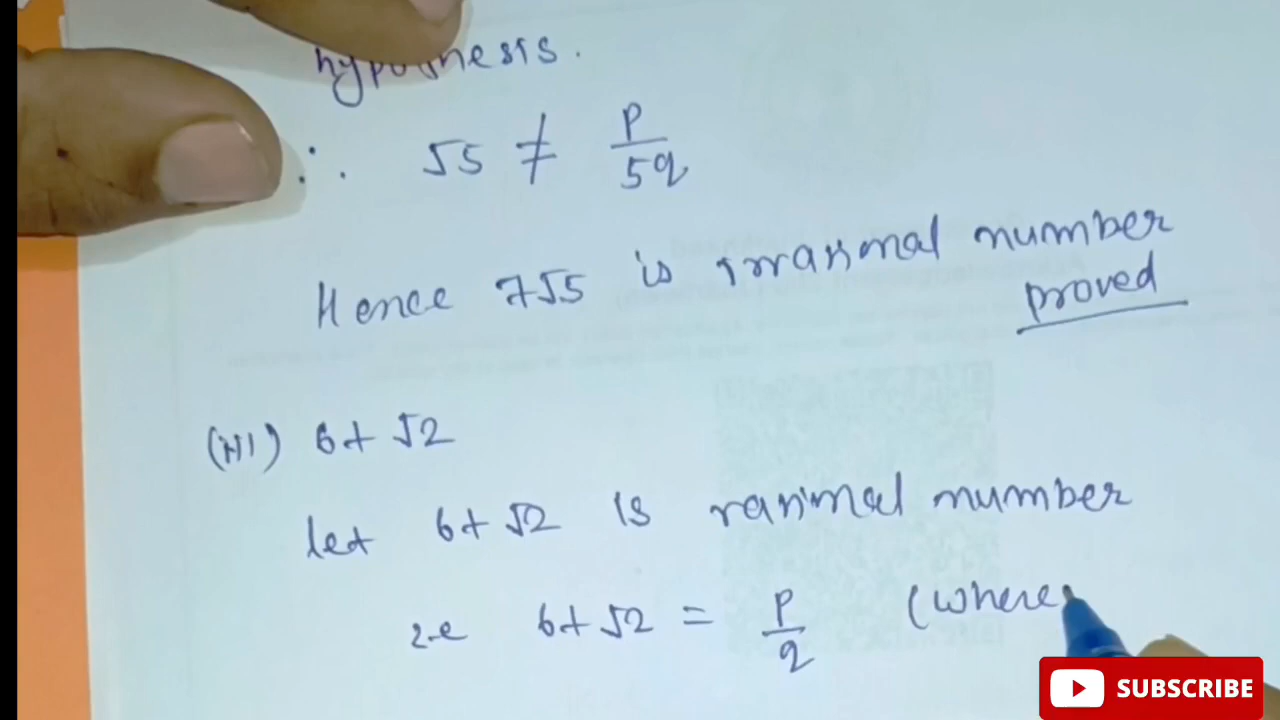 hypothesis.
∴ √5 ≠ p/5q
Hence 7√5 is irrational number
proved
(iii) 6+√2
let 6+√2 is rational number
i.e 6+√2 = p/q (where
SUBSCRIBE